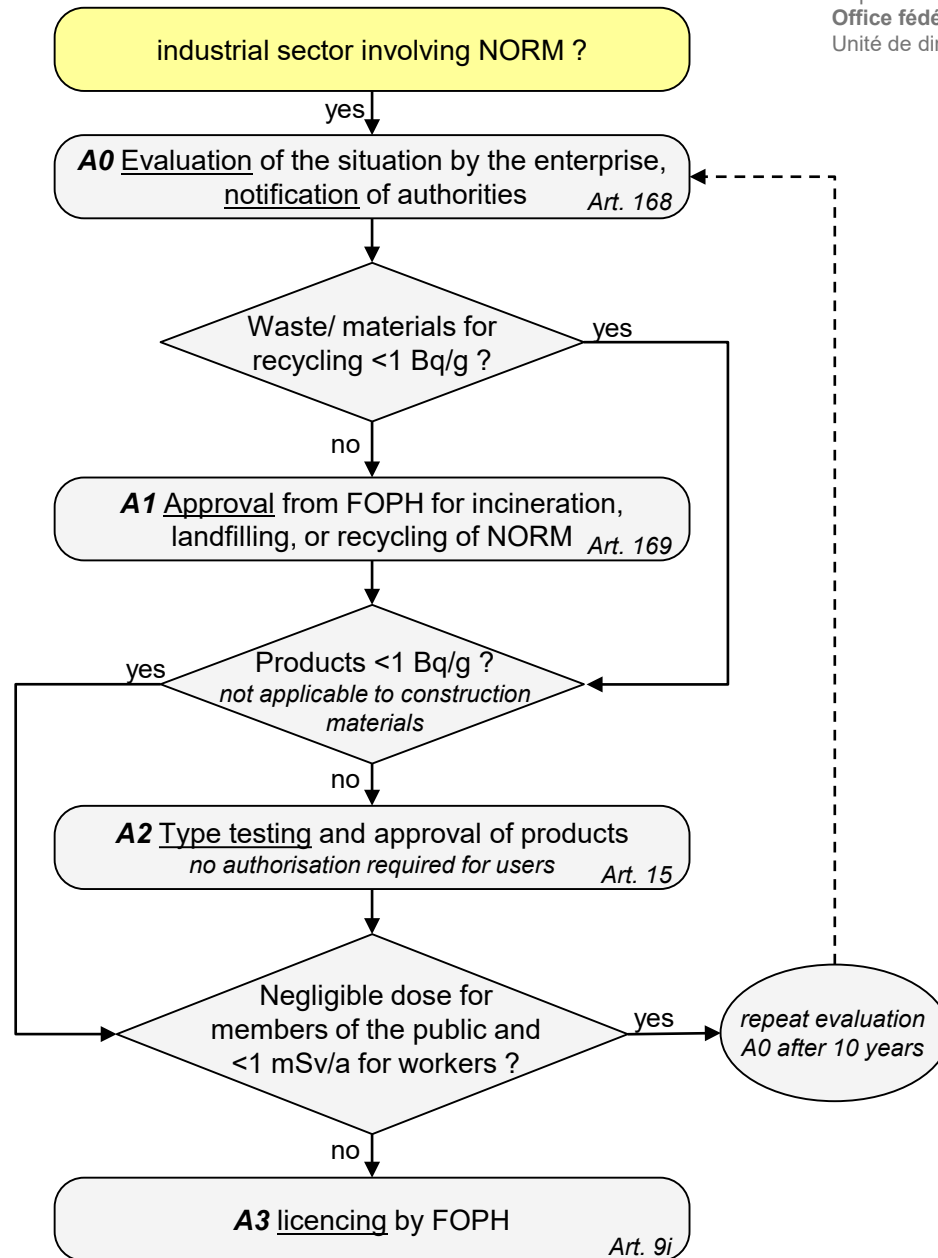 Office fédé
Unité de dir
industrial sector involving NORM ?
yes
A0 Evaluation of the situation by the enterprise,
notification of authorities
Art. 168
Waste/ materials for
recycling <1 Bq/g ?
yes
no
A1 Approval from FOPH for incineration,
landfilling, or recycling of NORM
Art. 169
yes
Products <1 Bq/g ?
not applicable to construction
materials
no
A2 Type testing and approval of products
no authorisation required for users
Art. 15
Negligible dose for
members of the public and
<1 mSv/a for workers ?
yes
repeat evaluation
A0 after 10 years
no
A3 licencing by FOPH
Art. 9i